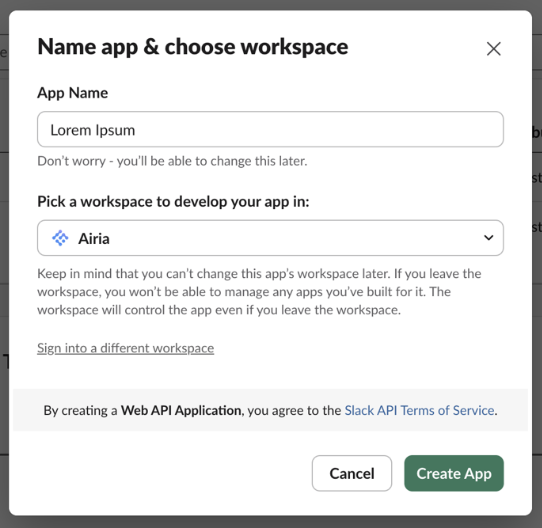 Name app & choose workspace
App Name
Lorem Ipsum
Don't worry - you'll be able to change this later.
Pick a workspace to develop your app in:
Airia
Keep in mind that you can't change this app's workspace later. If you leave the
workspace, you won't be able to manage any apps you've built for it. The
workspace will control the app even if you leave the workspace.
Sign into a different workspace
By creating a Web API Application, you agree to the Slack API Terms of Service.
Cancel
Create App